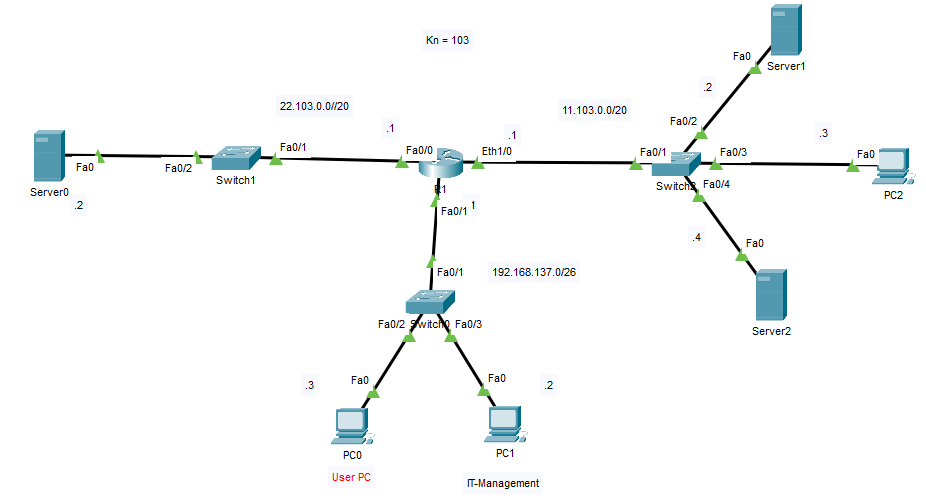 Kn = 103
Server1
Fa0
.2
22.103.0.0//20
11.103.0.0/20
Fa0/2
.1
.1
.3
Fa0/1
Fa0/0
Eth1/0
Fa0/1
Fa0/3
Fa0
Fa0
Fa0/2
Switch1
Switch2
Fa0/4
Server0
R1
PC2
.2
Fa0/1
1
.4
Fa0
Fa0/1
192.168.137.0/26
Fa0/2
Switch0
Fa0/3
Server2
.3
Fa0
Fa0
.2
PC0
PC1
User PC
IT-Management